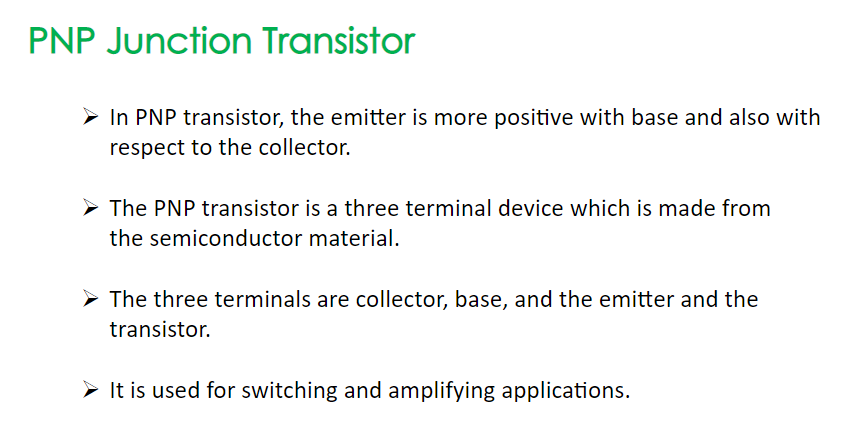 PNP Junction Transistor
➢ In PNP transistor, the emitter is more positive with base and also with
respect to the collector.
➢ The PNP transistor is a three terminal device which is made from
the semiconductor material.
➢ The three terminals are collector, base, and the emitter and the
transistor.
➢ It is used for switching and amplifying applications.